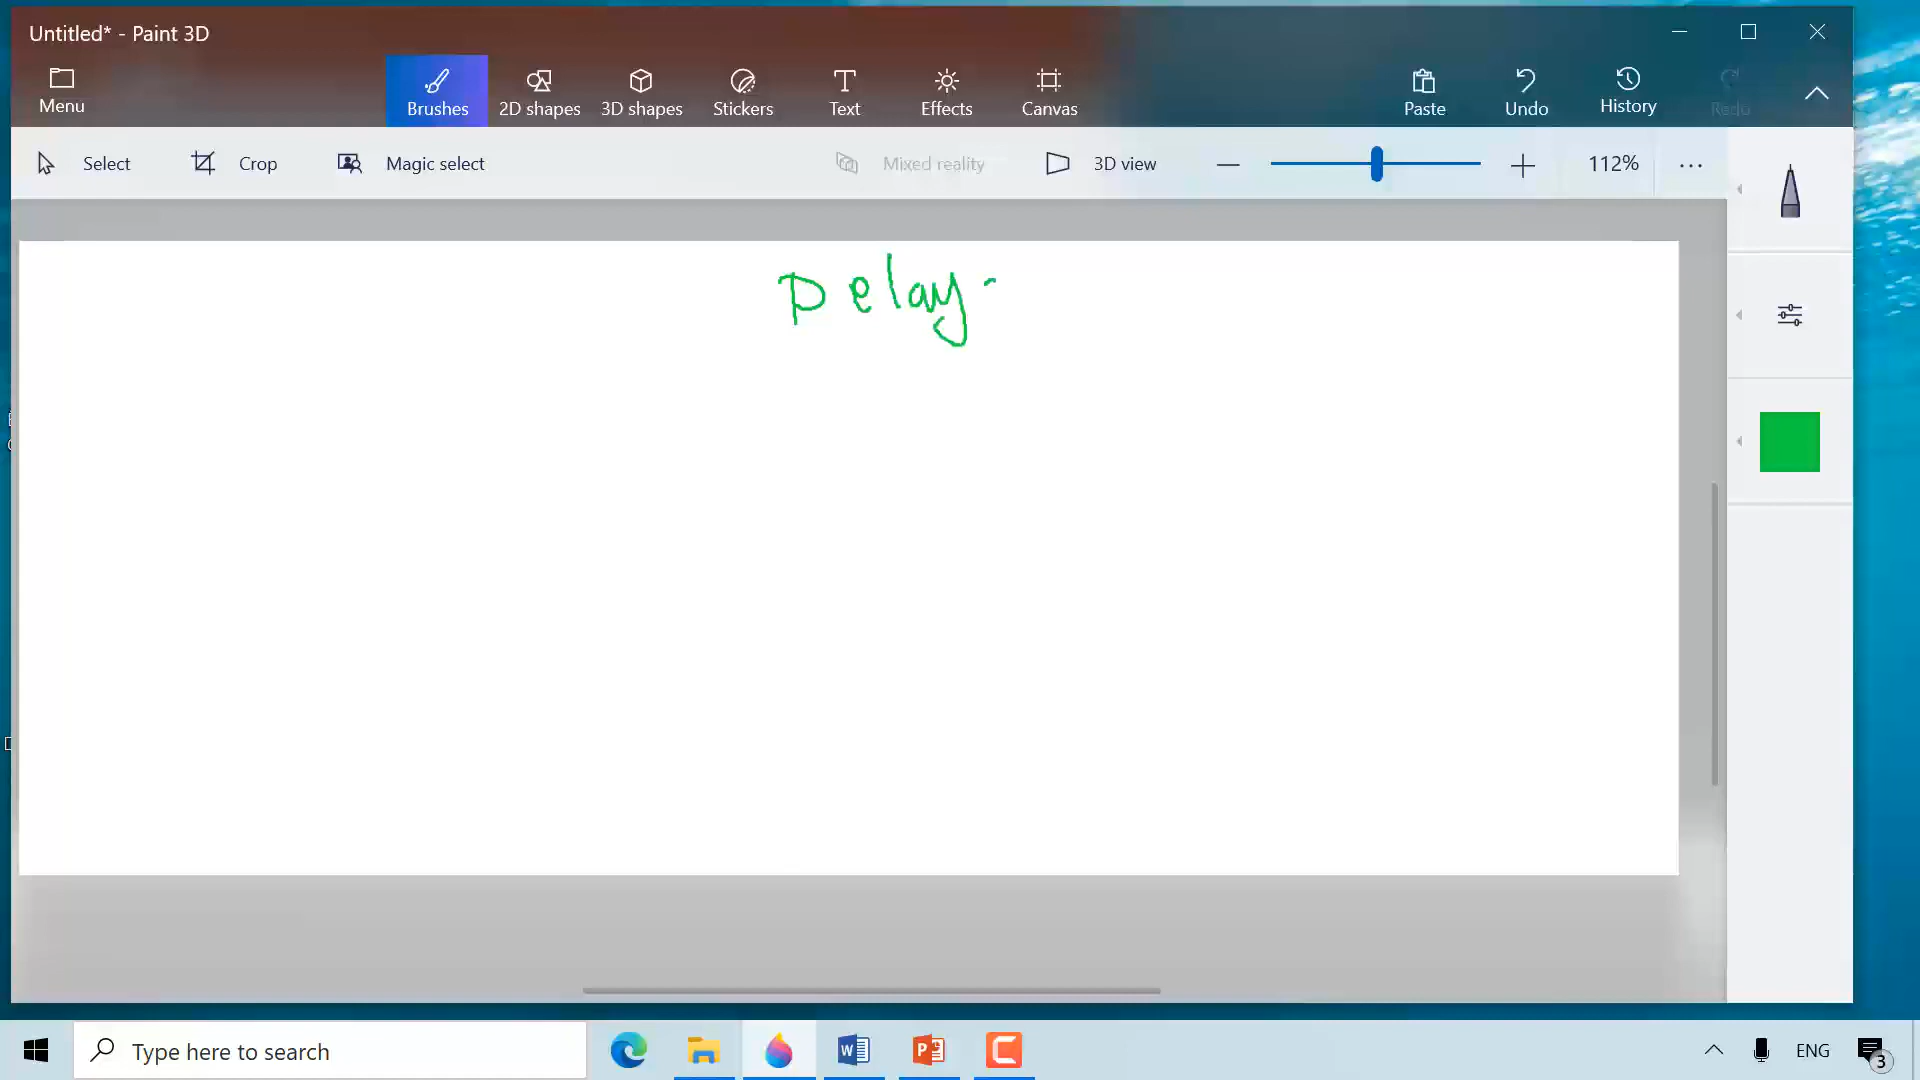 Untitled* - Paint 3D
Menu
Brushes
2D shapes
3D shapes
Stickers
Text
Effects
Canvas
Paste
Undo
History
Redo
Select
Crop
Magic select
Mixed reality
3D view
112%
Delay
Type here to search
ENG
3